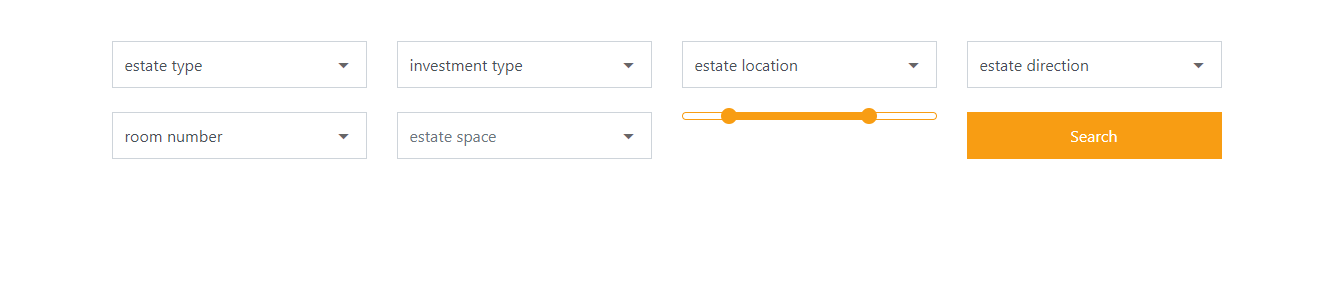 estate type
investment type
estate location
estate direction
room number
estate space
Search